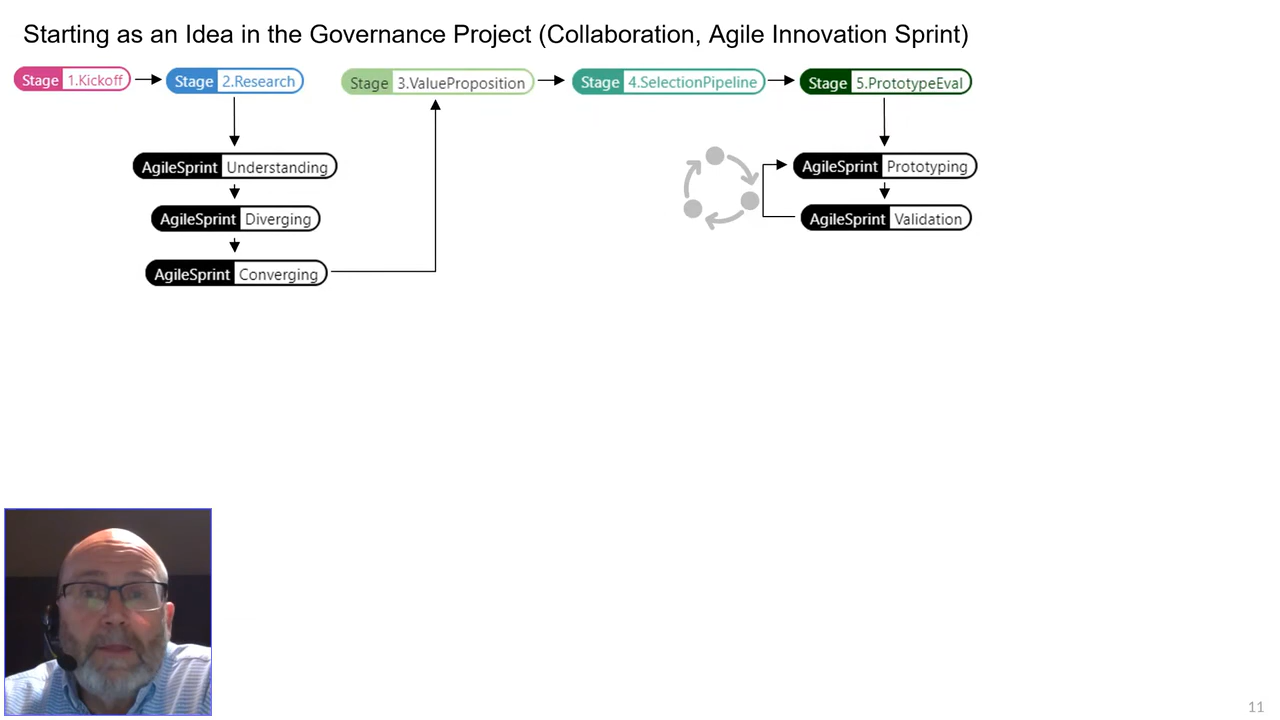 Starting as an Idea in the Governance Project (Collaboration, Agile Innovation Sprint)
Stage 1.Kickoff Stage 2.Research Stage 3.ValueProposition Stage 4.SelectionPipeline Stage 5.PrototypeEval
AgileSprint Understanding AgileSprint Prototyping
AgileSprint Diverging AgileSprint Validation
AgileSprint Converging
11